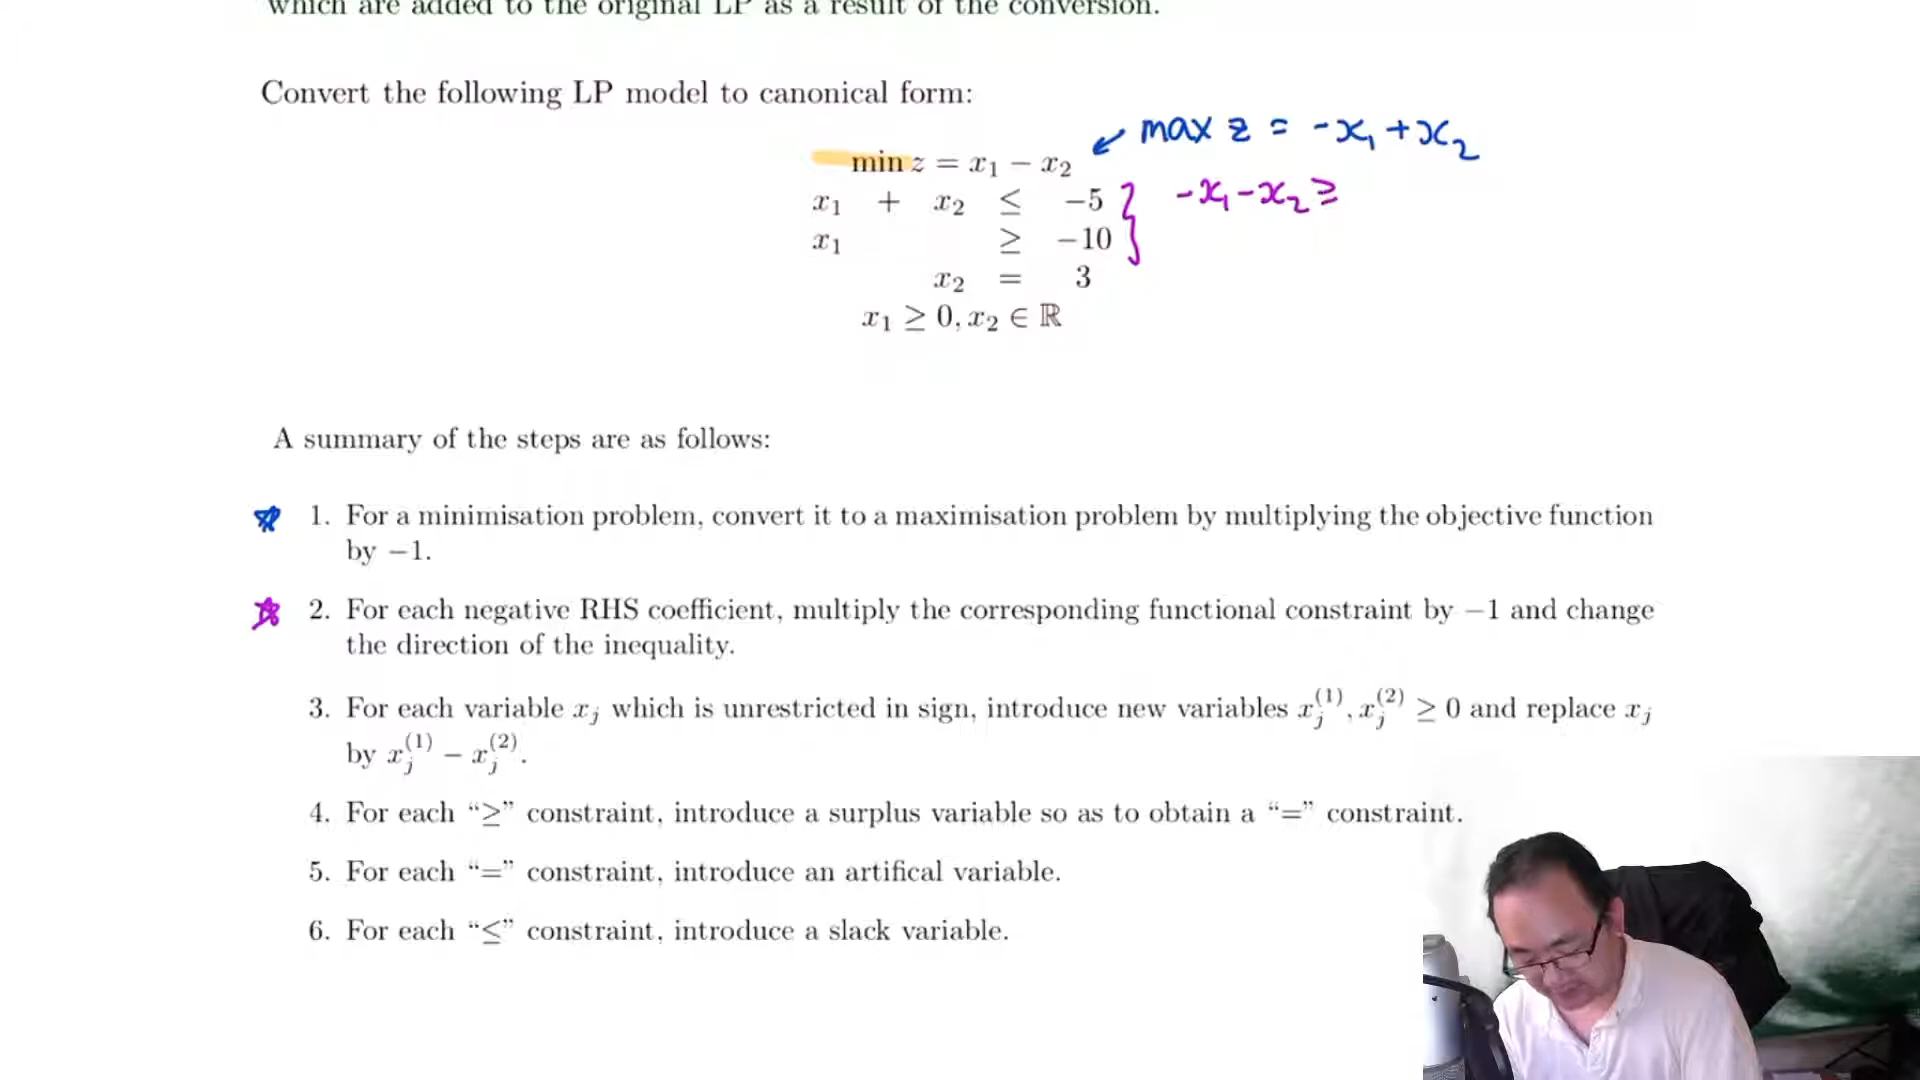 which are added to the original LP as a result of the conversion.
Convert the following LP model to canonical form:
max z = -x₁ + x₂
min z = x₁ − x₂
x₁ + x₂ ≤ −5 } -x₁ - x₂ ≥
x₁ ≥ −10
x₂ = 3
x₁ ≥ 0, x₂ ∈ ℝ
A summary of the steps are as follows:
1. For a minimisation problem, convert it to a maximisation problem by multiplying the objective function
by −1.
2. For each negative RHS coefficient, multiply the corresponding functional constraint by −1 and change
the direction of the inequality.
3. For each variable xⱼ which is unrestricted in sign, introduce new variables xⱼ⁽¹⁾, xⱼ⁽²⁾ ≥ 0 and replace xⱼ
by xⱼ⁽¹⁾ − xⱼ⁽²⁾.
4. For each “≥” constraint, introduce a surplus variable so as to obtain a “=” constraint.
5. For each “=” constraint, introduce an artifical variable.
6. For each “≤” constraint, introduce a slack variable.